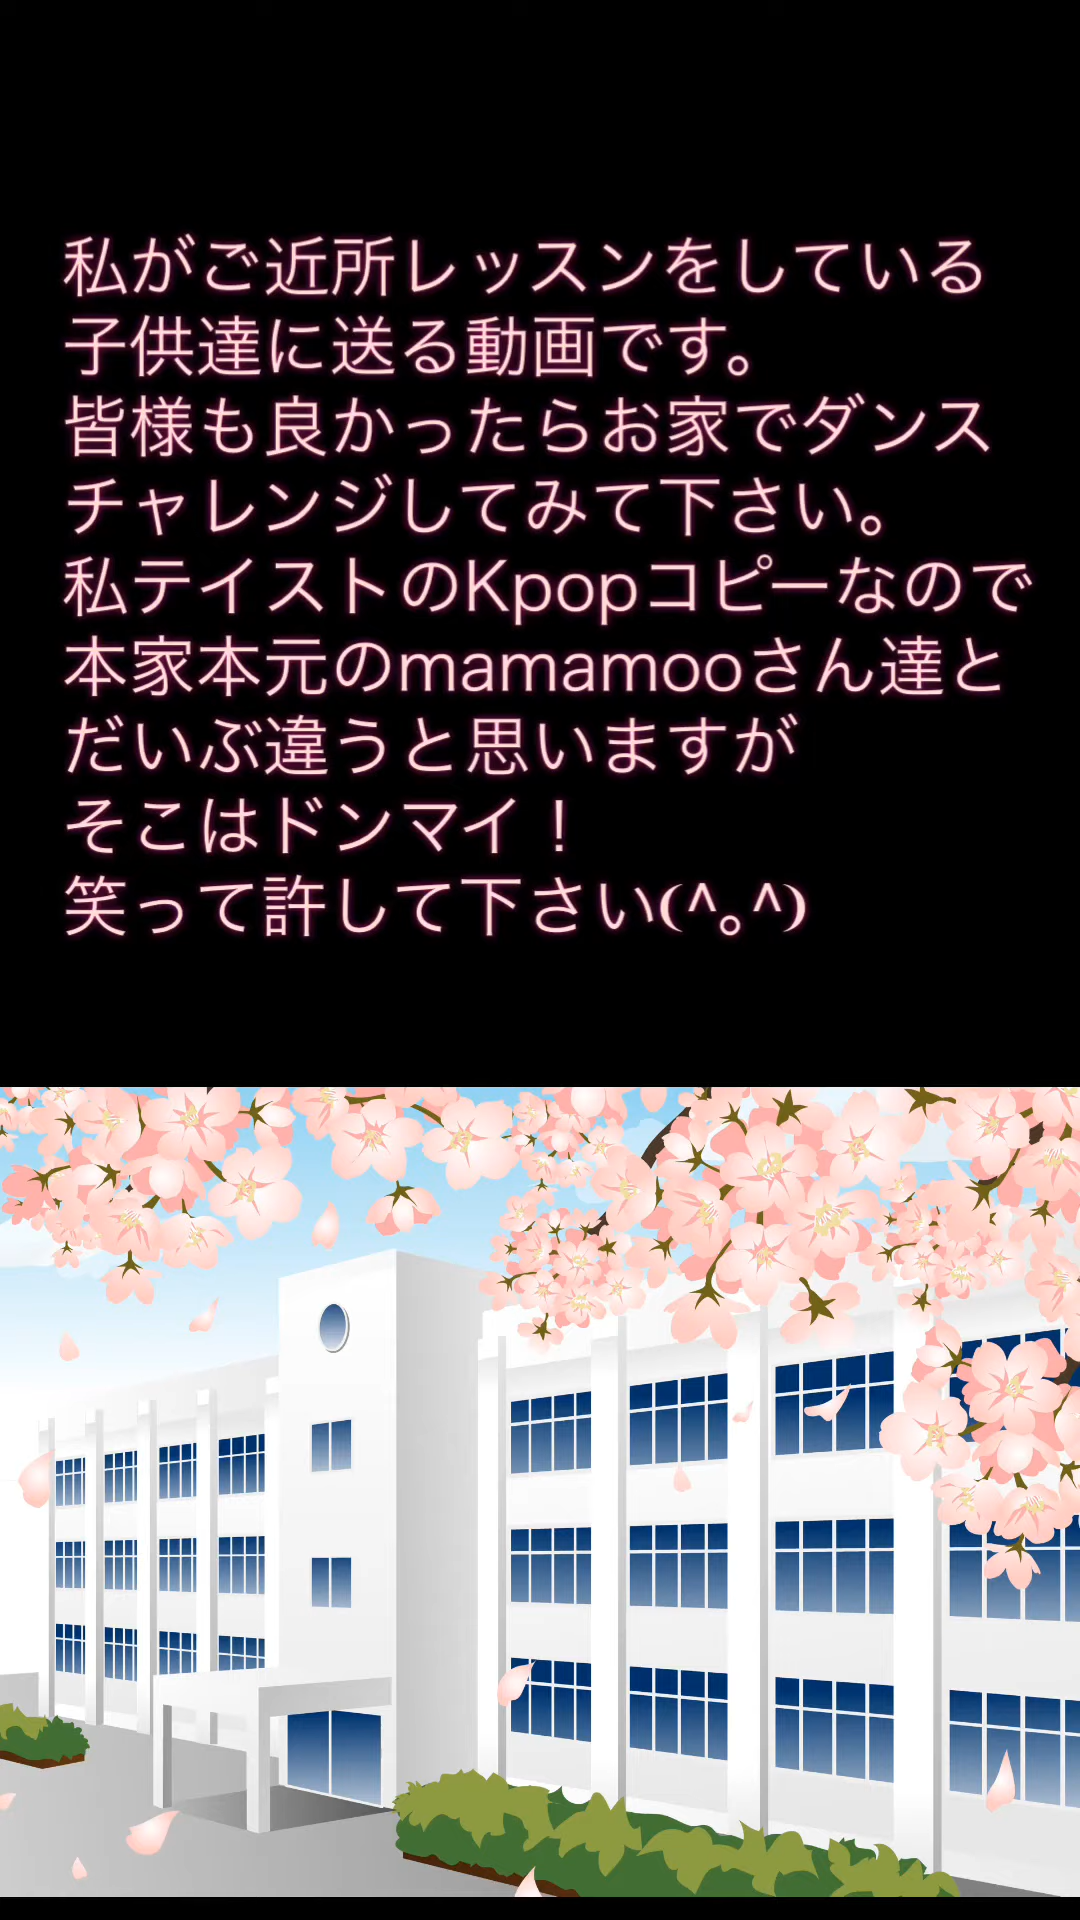 私がご近所レッスンをしている
子供達に送る動画です。
皆様も良かったらお家でダンス
チャレンジしてみて下さい。
私テイストのKpopコピーなので
本家本元のmamamooさん達と
だいぶ違うと思いますが
そこはドンマイ！
笑って許して下さい(^。^)